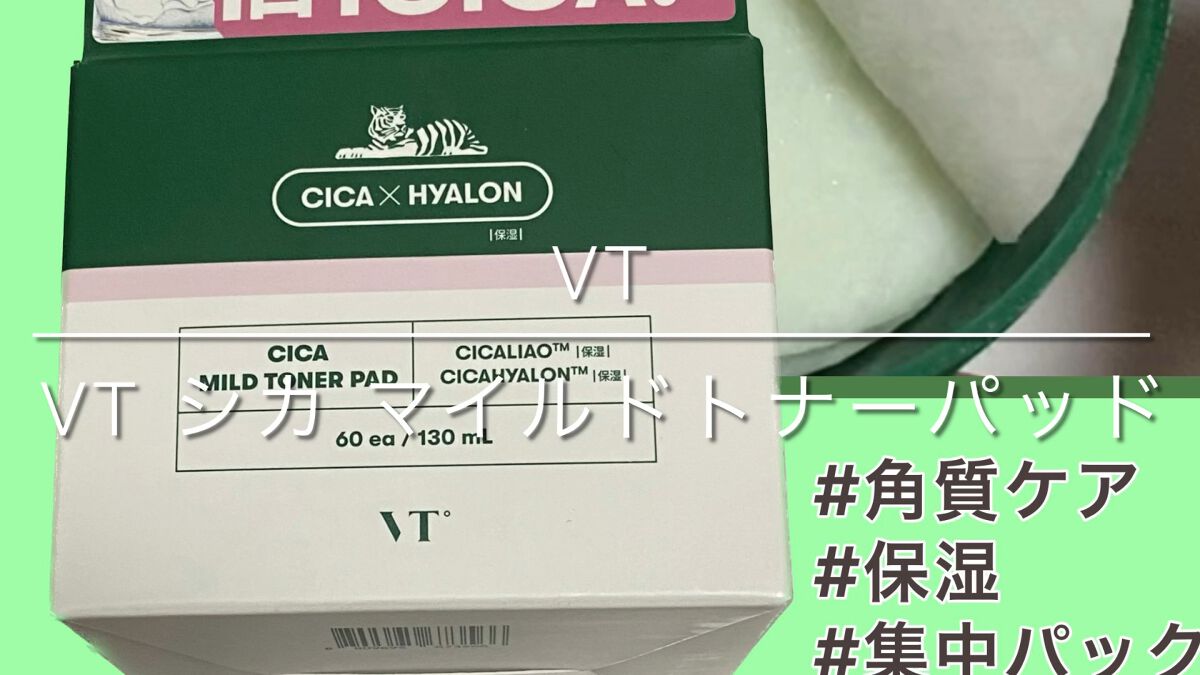 CICA.
CICA × HYALON
|保湿|
VT
CICA
MILD TONER PAD
CICALIAO™ |保湿|
CICAHYALON™ |保湿|
VT シカ マイルドトナーパッド
60 ea / 130 mL
#角質ケア
VT
#保湿
#集中パック